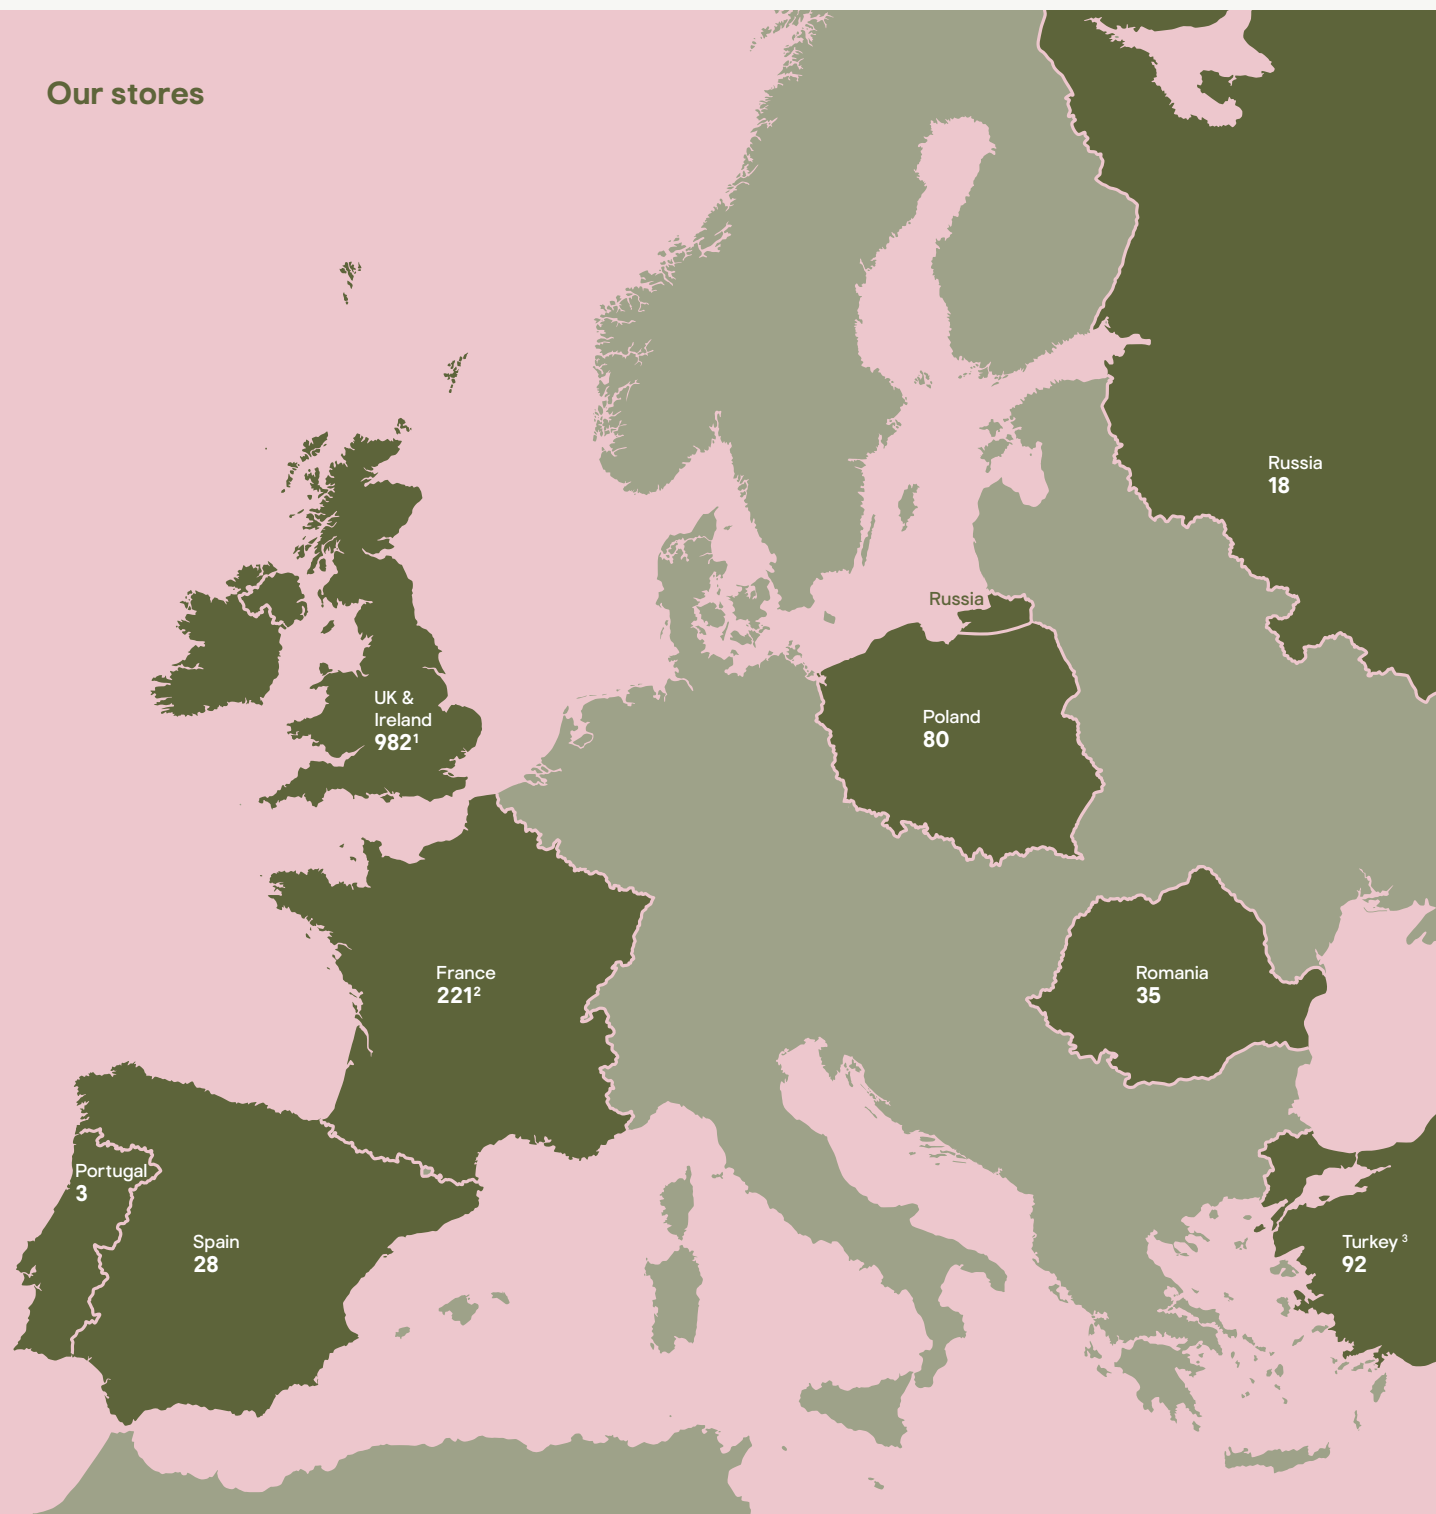 Our stores
Russia
18
Russia
UK &
Ireland
982¹
Poland
80
France
221²
Romania
35
Portugal
3
Spain
28
Turkey ³
92